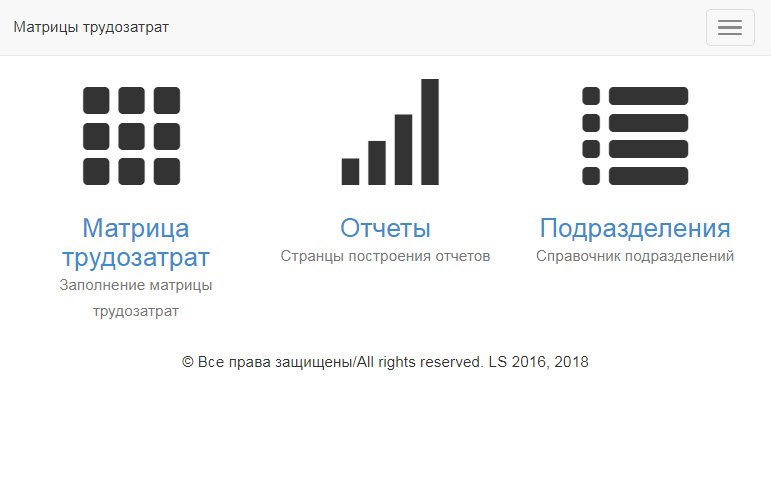 Матрицы трудозатрат
Матрица
трудозатрат
Заполнение матрицы
трудозатрат
Отчеты
Странцы построения отчетов
Подразделения
Справочник подразделений
© Все права защищены/All rights reserved. LS 2016, 2018